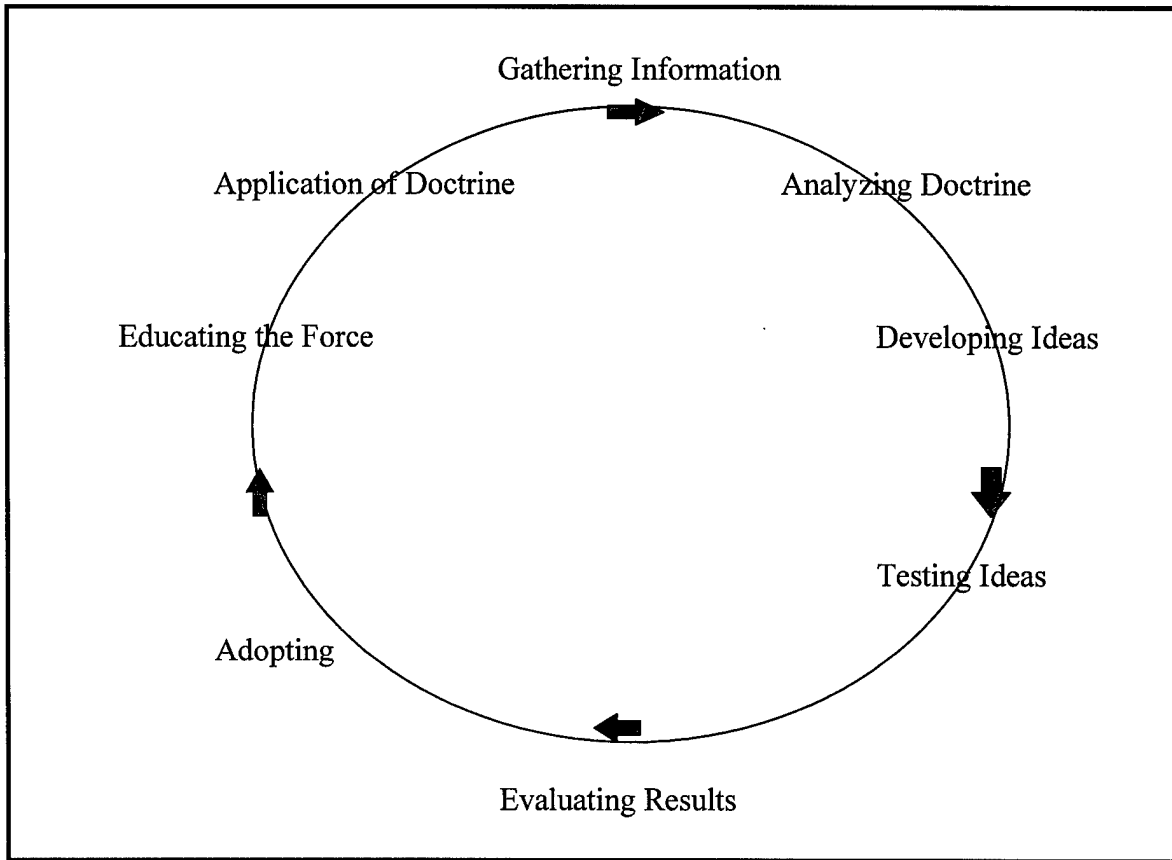 Gathering Information
Application of Doctrine
Analyzing Doctrine
Educating the Force
Developing Ideas
Testing Ideas
Adopting
Evaluating Results